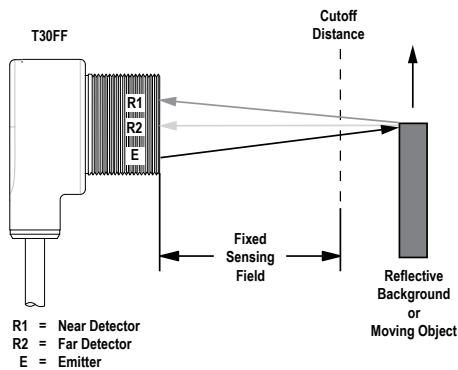 T30FF
Cutoff
Distance
R1
R2
E
Fixed
Sensing
Field
Reflective
Background
or
Moving Object
R1 = Near Detector
R2 = Far Detector
E = Emitter